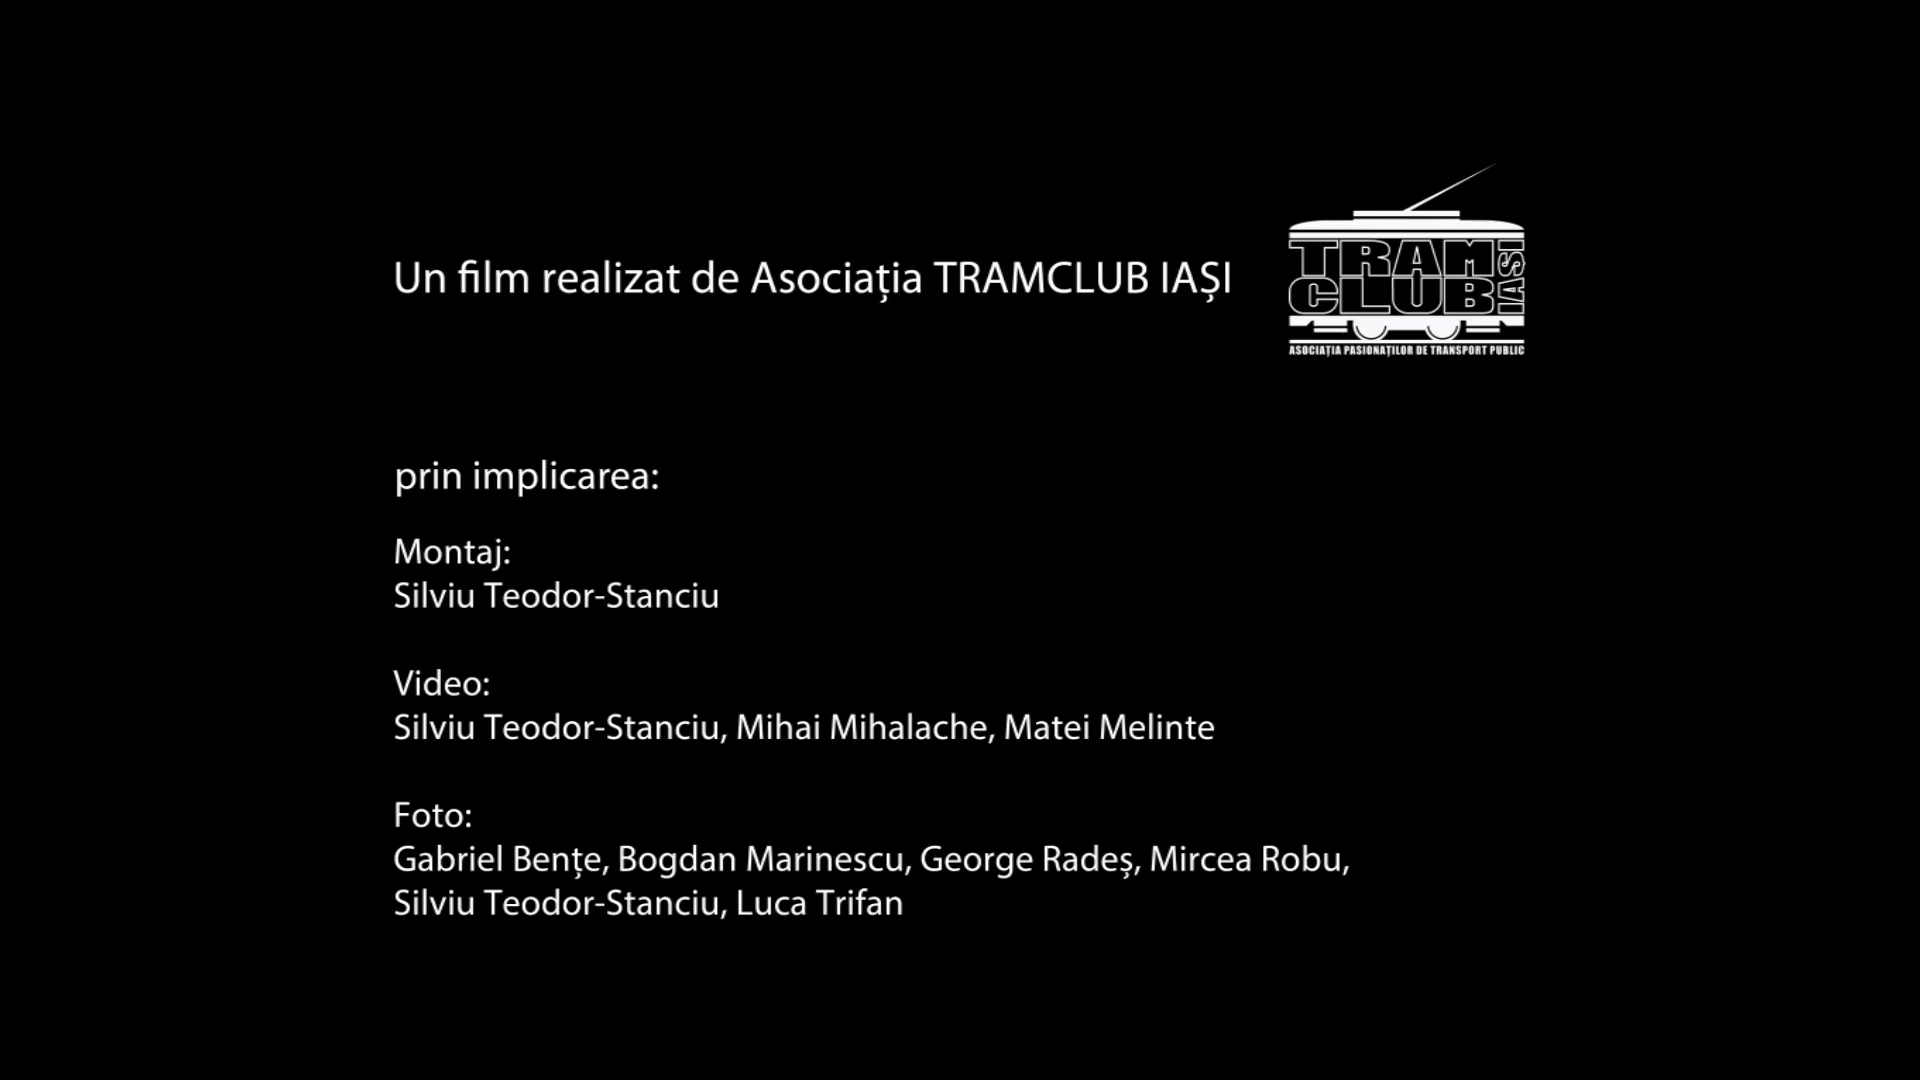 Un film realizat de Asociația TRAMCLUB IAȘI
TRAM
CLUB
IAȘI
ASOCIAȚIA PASIONAȚILOR DE TRANSPORT PUBLIC
prin implicarea:
Montaj:
Silviu Teodor-Stanciu
Video:
Silviu Teodor-Stanciu, Mihai Mihalache, Matei Melinte
Foto:
Gabriel Bențe, Bogdan Marinescu, George Radeș, Mircea Robu,
Silviu Teodor-Stanciu, Luca Trifan